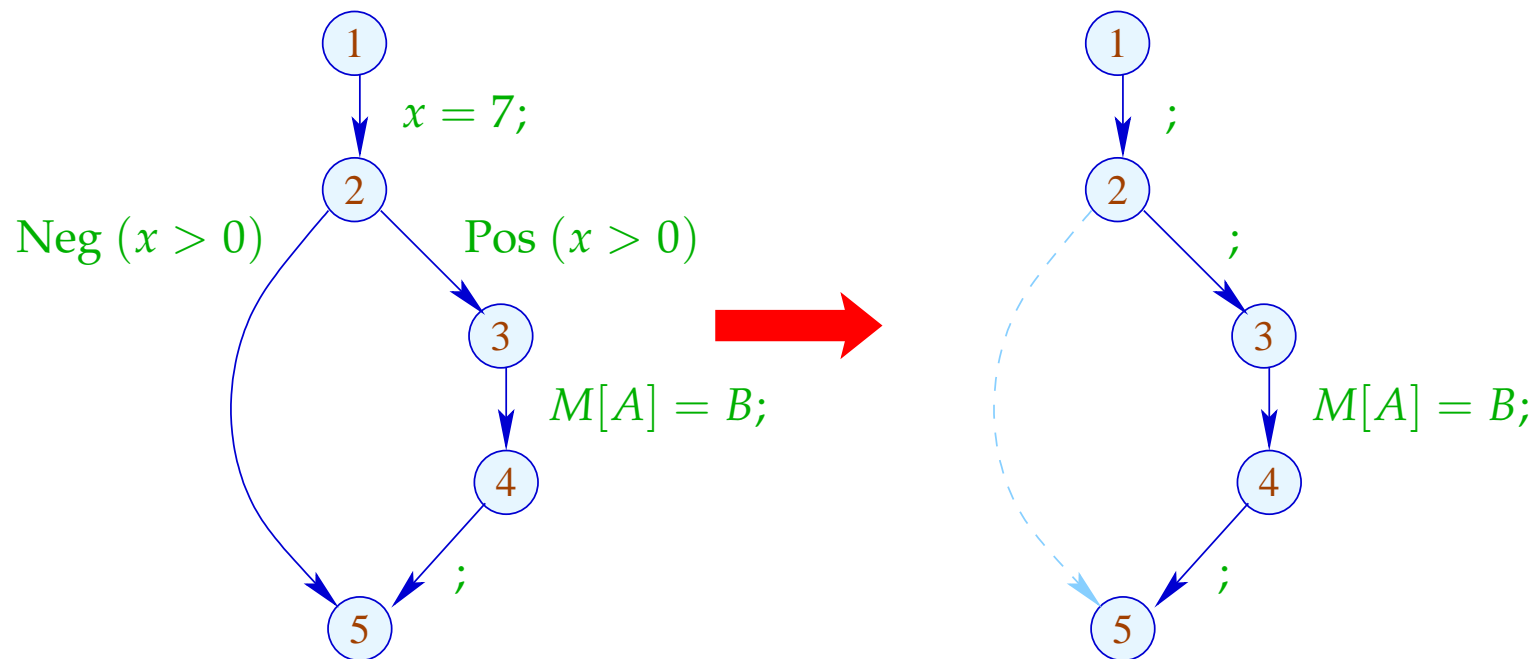 1 1
x = 7; ;
2 2
Neg (x > 0) Pos (x > 0) ;
3 3
M[A] = B; M[A] = B;
4 4
; ;
5 5